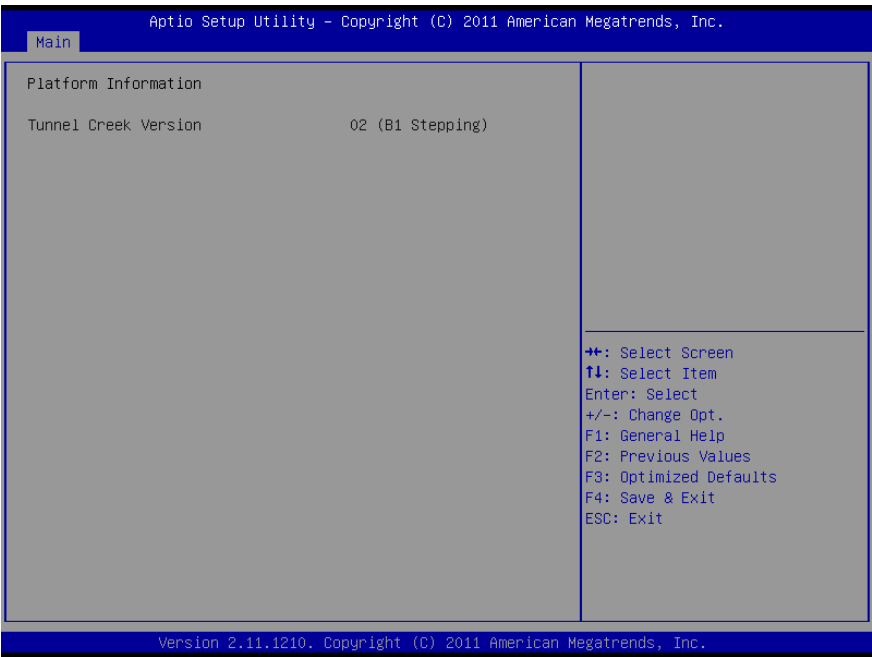 Aptio Setup Utility – Copyright (C) 2011 American Megatrends, Inc.
Main
Platform Information
Tunnel Creek Version 02 (B1 Stepping)
→←: Select Screen
↑↓: Select Item
Enter: Select
+/-: Change Opt.
F1: General Help
F2: Previous Values
F3: Optimized Defaults
F4: Save & Exit
ESC: Exit
Version 2.11.1210. Copyright (C) 2011 American Megatrends, Inc.